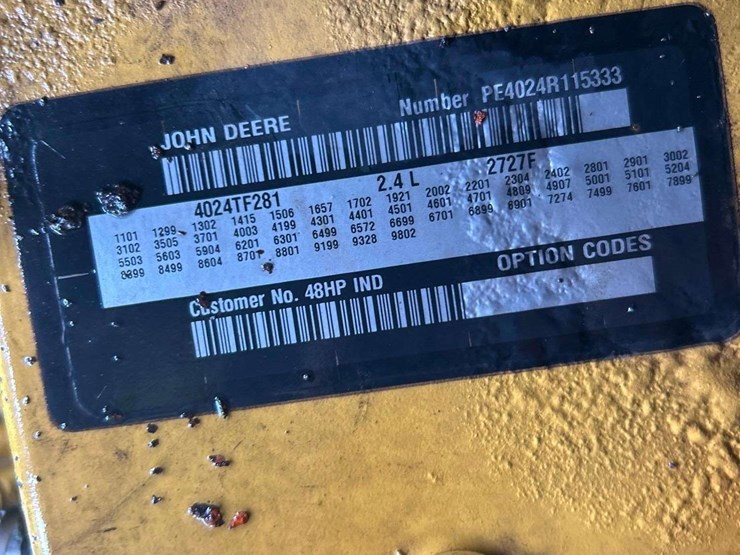 JOHN DEERE Number PE4024R115333
4024TF281 2.4 L 2727F
1101 1299 1302 1415 1506 1657 1702 1921 2002 2201 2304 2402 2801 2901 3002
3102 3505 3701 4003 4199 4301 4401 4501 4601 4701 4809 4907 5001 5101 5204
5503 5603 5904 6201 6301 6499 6572 6699 6701 6899 6901 7274 7499 7601 7899
8499 8604 8801 9199 9328 9802
Customer No. 48HP IND OPTION CODES